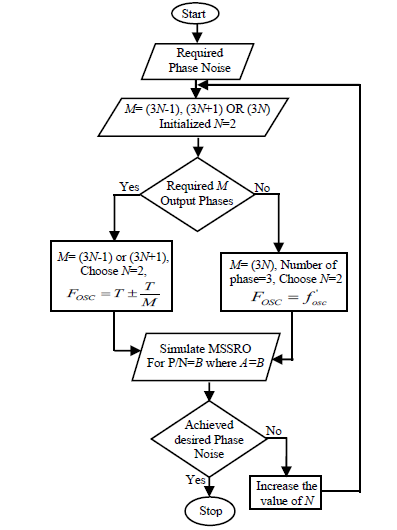 Start
Required
Phase Noise
M= (3N-1), (3N+1) OR (3N)
Initialized N=2
Required M
Output Phases
Yes
No
M= (3N-1) or (3N+1),
Choose N=2,
F_OSC = T ± T/M
M= (3N), Number of
phase=3, Choose N=2
F_OSC = f'_osc
Simulate MSSRO
For P/N=B where A=B
Achieved
desired Phase
Noise
No
Yes
Increase the
value of N
Stop